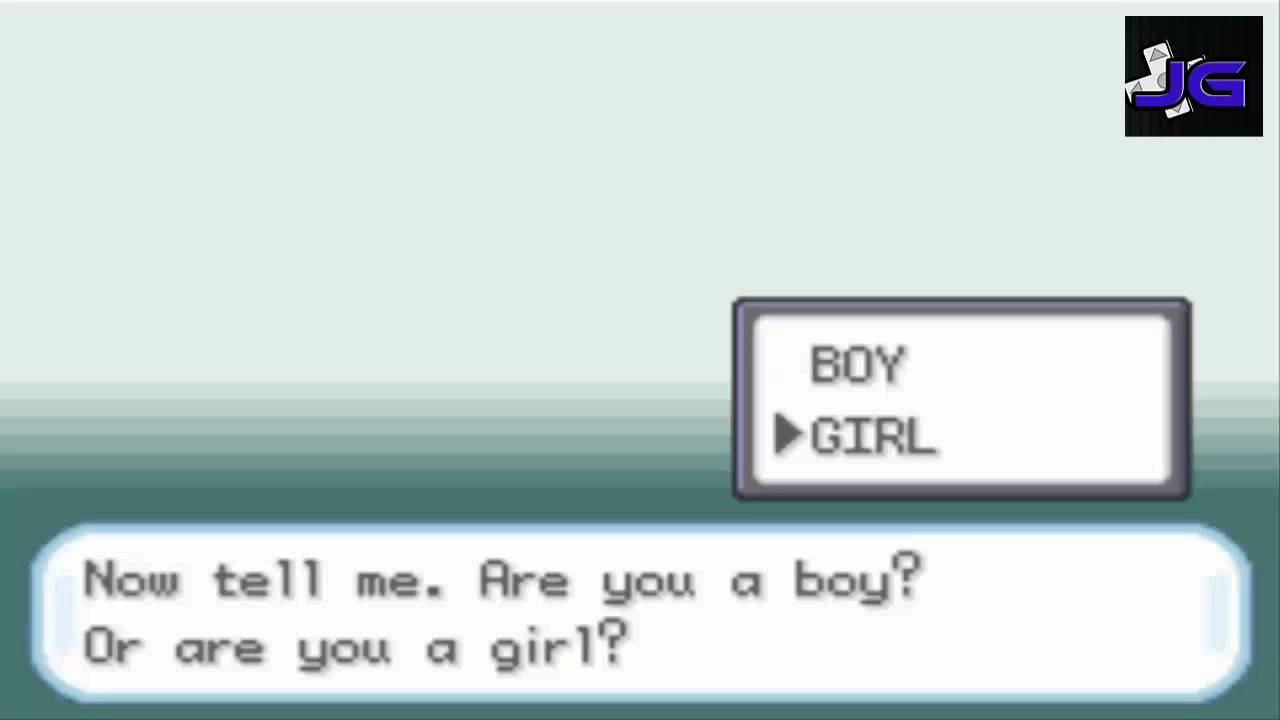 JG
BOY
▶GIRL
Now tell me. Are you a boy?
Or are you a girl?